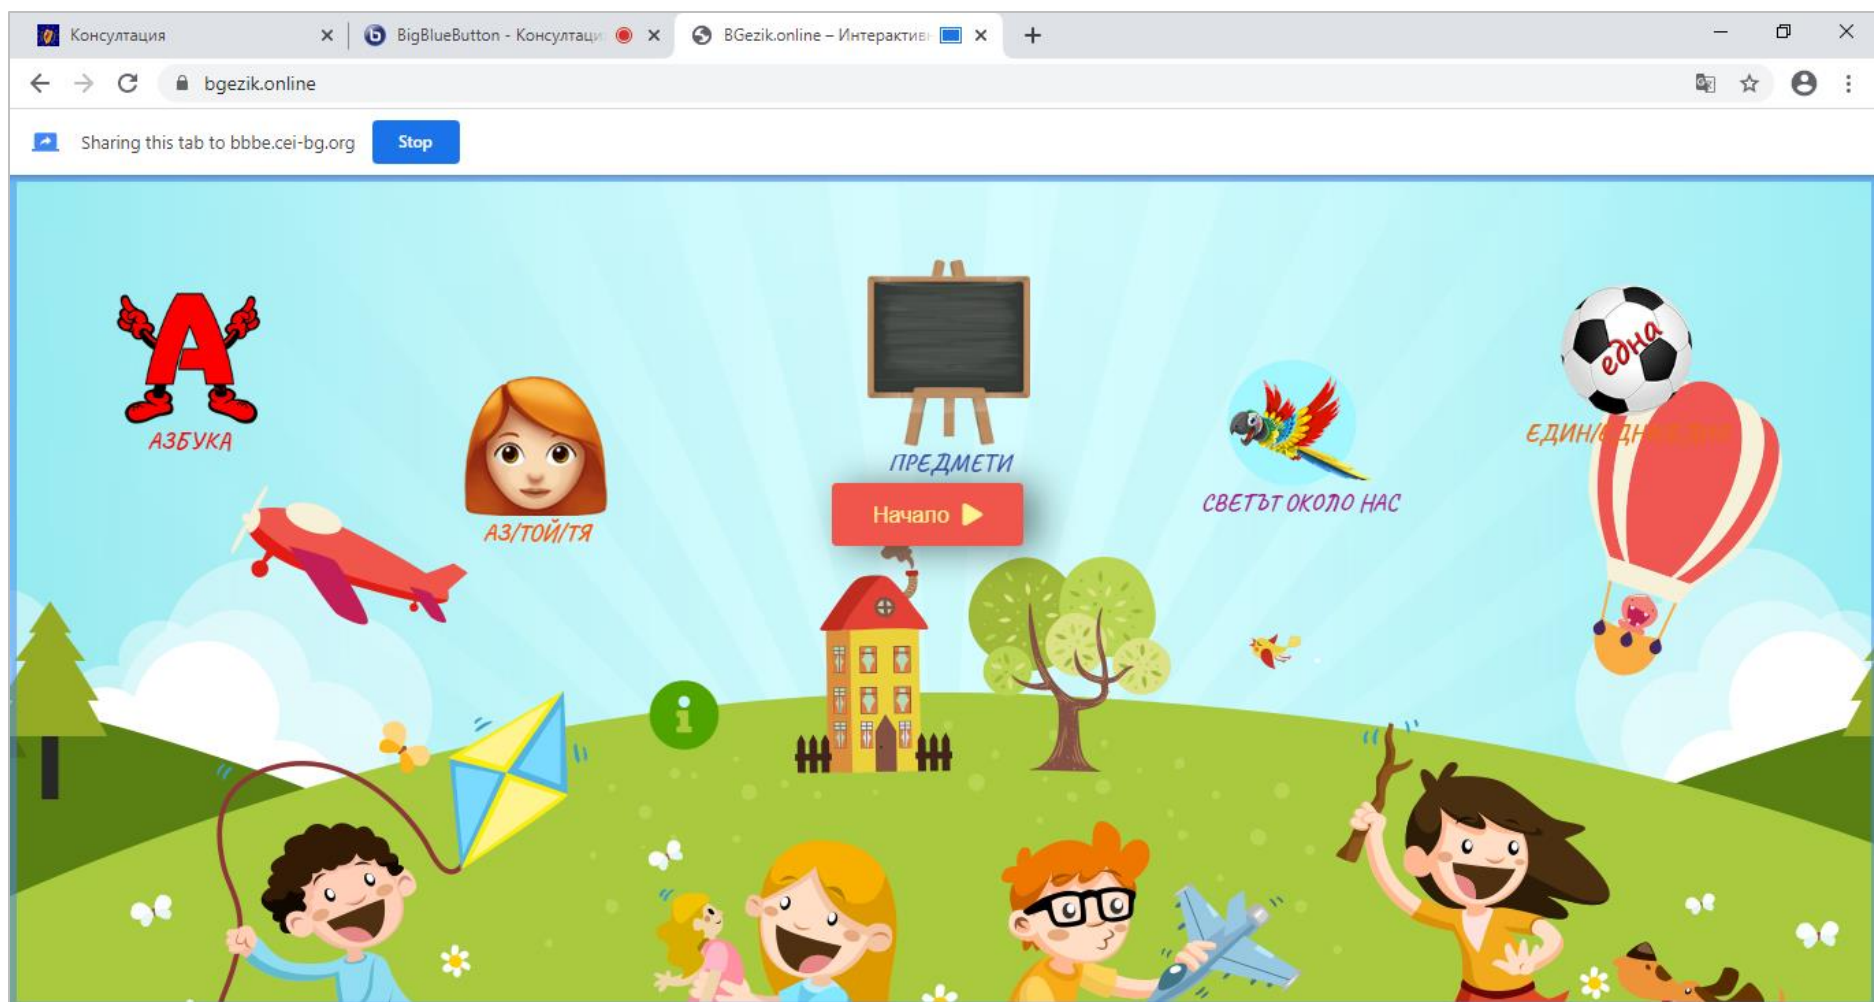 Консултация
BigBlueButton - Консултаци
BGezik.online – Интерактив
bgezik.online
Sharing this tab to bbbe.cei-bg.org
Stop
една
АЗБУКА
ПРЕДМЕТИ
СВЕТЪТ ОКОЛО НАС
АЗ/ТОЙ/ТЯ
Начало